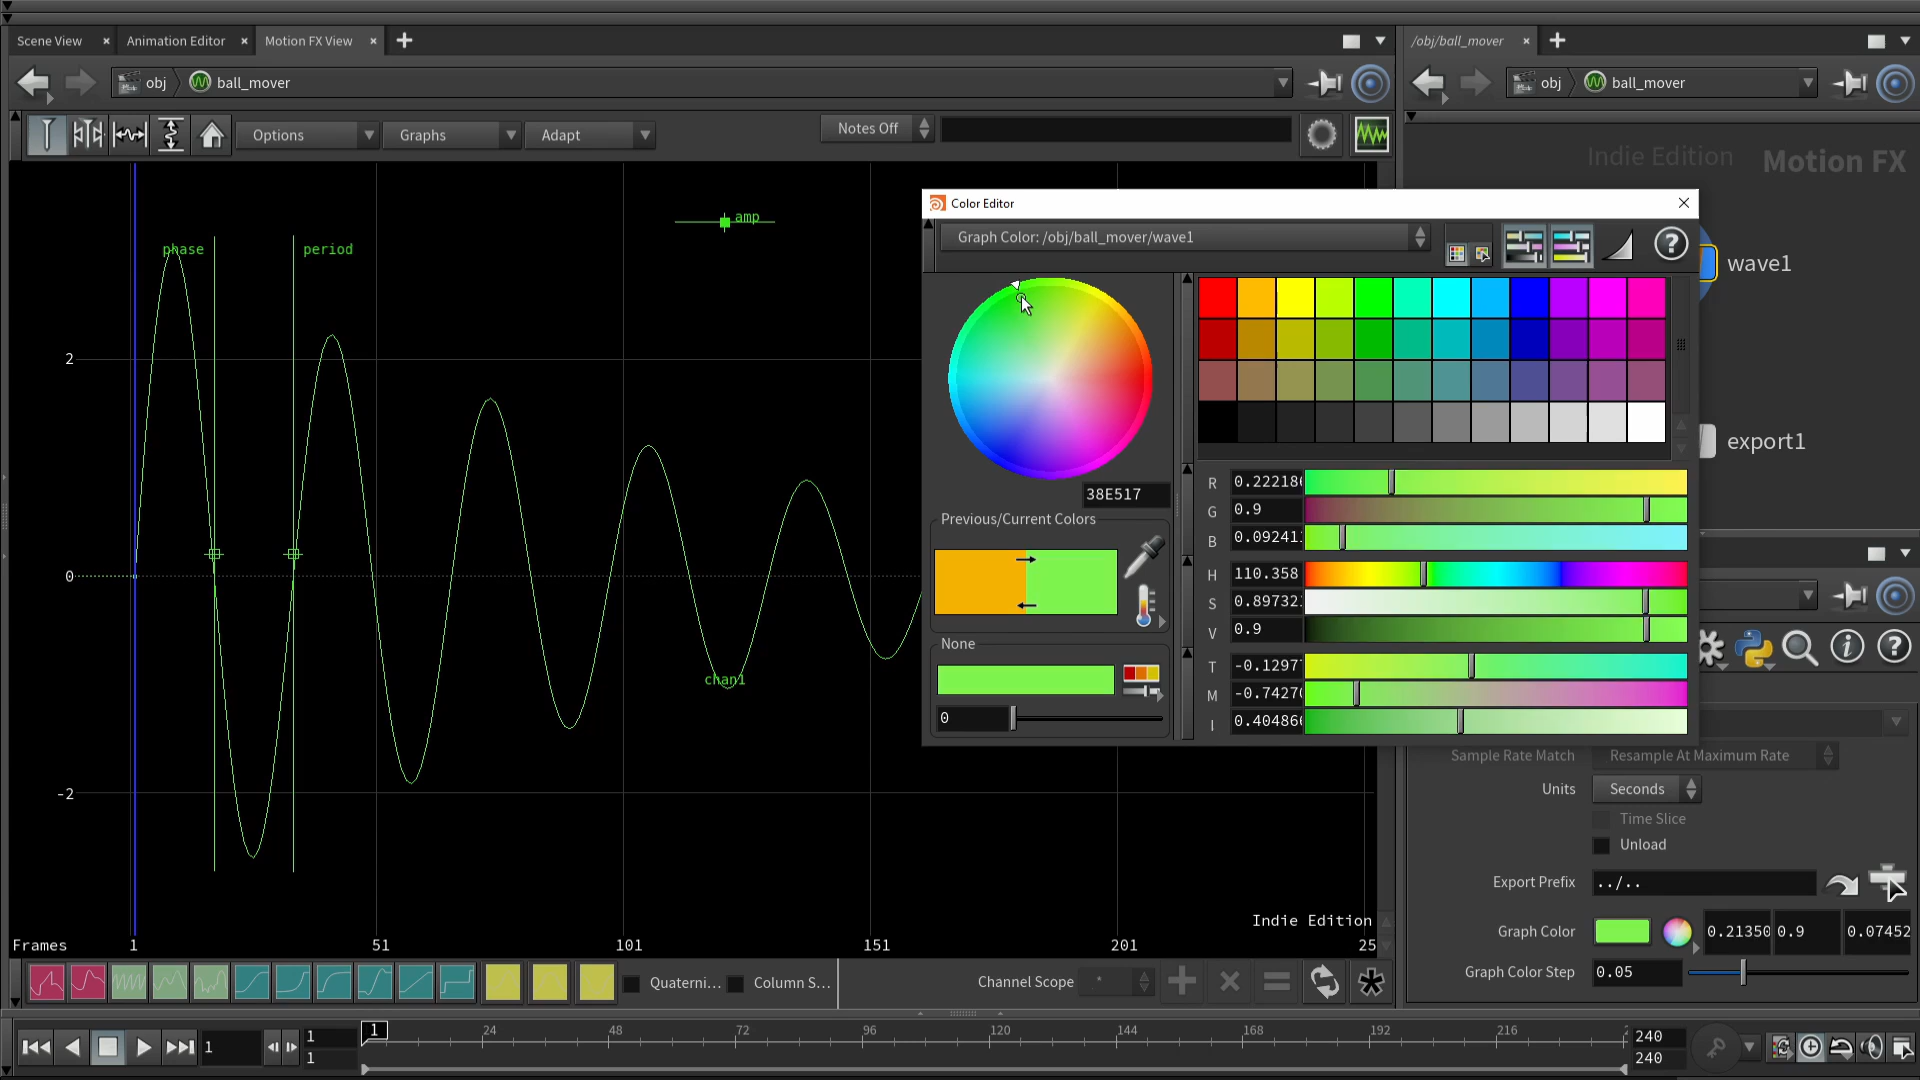 Scene View
Animation Editor
Motion FX View
/obj/ball_mover
obj
ball_mover
obj
ball_mover
Options
Graphs
Adapt
Notes Off
Indie Edition
Motion FX
phase
period
amp
chan1
2
0
-2
Frames
1
51
101
151
201
25
Indie Edition
Color Editor
Graph Color: /obj/ball_mover/wave1
38E517
Previous/Current Colors
None
0
R 0.22218
G 0.9
B 0.09241
H 110.358
S 0.89732
V 0.9
T -0.1297
M -0.7427
I 0.40486
wave1
export1
Sample Rate Match
Resample At Maximum Rate
Units
Seconds
Time Slice
Unload
Export Prefix
../..
Graph Color
0.21350
0.9
0.07452
Graph Color Step
0.05
Quaterni...
Column S...
Channel Scope
*
1
1
1
1
24
48
72
96
120
144
168
192
216
240
240